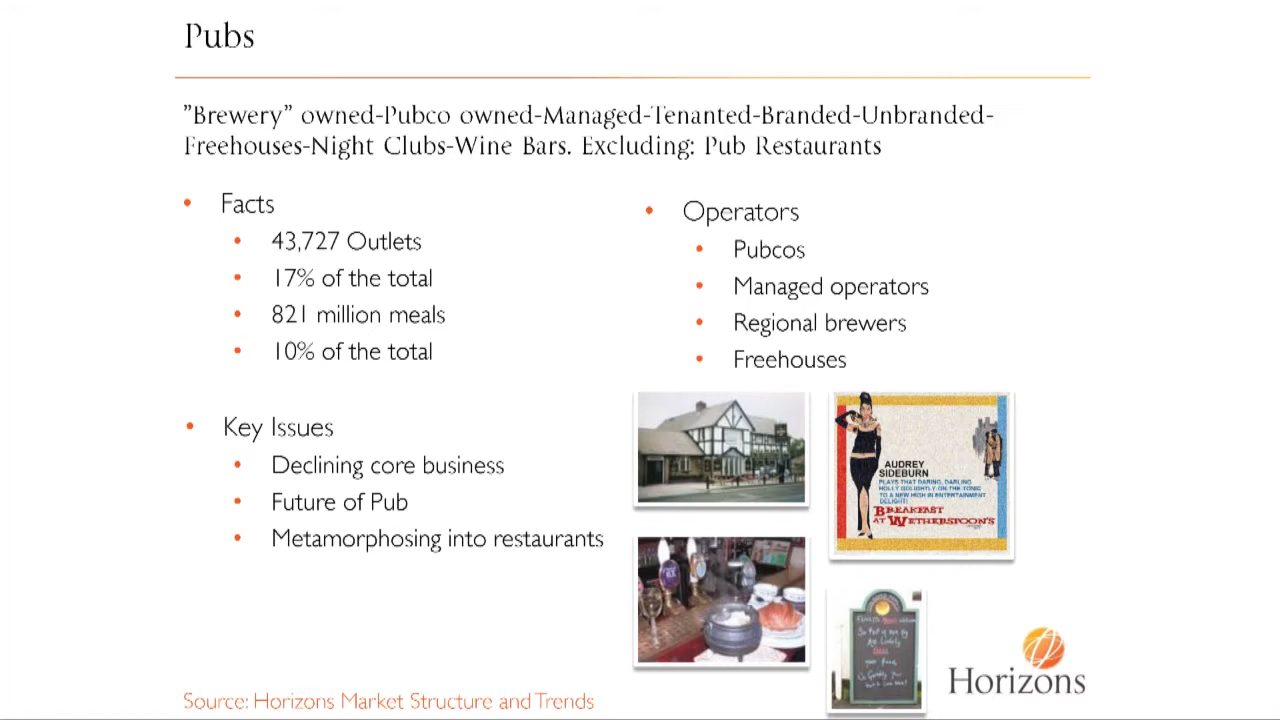 Pubs
”Brewery” owned-Pubco owned-Managed-Tenanted-Branded-Unbranded-
Freehouses-Night Clubs-Wine Bars. Excluding: Pub Restaurants
• Facts
• 43,727 Outlets
• 17% of the total
• 821 million meals
• 10% of the total
• Key Issues
• Declining core business
• Future of Pub
• Metamorphosing into restaurants
• Operators
• Pubcos
• Managed operators
• Regional brewers
• Freehouses
AUDREY
SIDEBURN
PLAYS THAT DARING, DARLING
HOLLY GOLIGHTLY ON THE TONIC
TO A NEW HIGH IN ENTERTAINMENT
DELIGHT!
BREAKFAST
AT WETHERSPOON'S
Horizons
Source: Horizons Market Structure and Trends